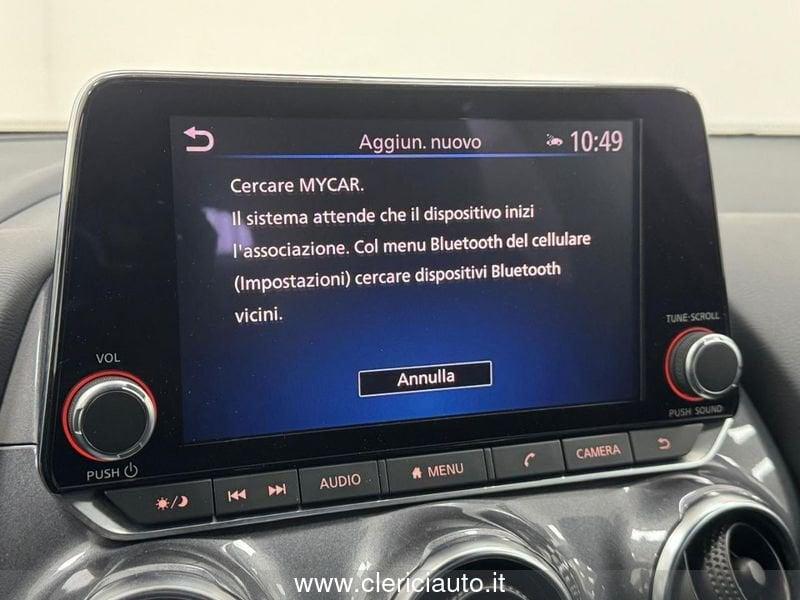 Aggiun. nuovo 10:49
Cercare MYCAR.
Il sistema attende che il dispositivo inizi
l'associazione. Col menu Bluetooth del cellulare
(Impostazioni) cercare dispositivi Bluetooth
vicini.
Annulla
VOL
PUSH
TUNE·SCROLL
PUSH SOUND
AUDIO
MENU
CAMERA
www.clericiauto.it